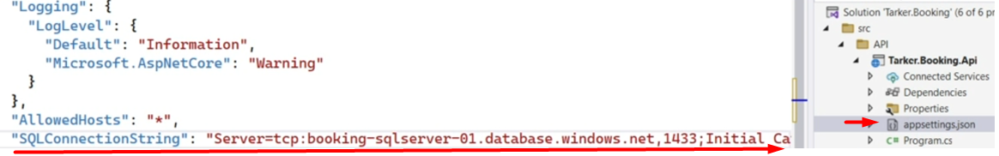 "Logging": {
"LogLevel": {
"Default": "Information",
"Microsoft.AspNetCore": "Warning"
}
},
"AllowedHosts": "*",
"SQLConnectionString": "Server=tcp:booking-sqlserver-01.database.windows.net,1433;Initial Ca
Solution 'Tarker.Booking' (6 of 6 pr
src
API
Tarker.Booking.Api
Connected Services
Dependencies
Properties
appsettings.json
C# Program.cs